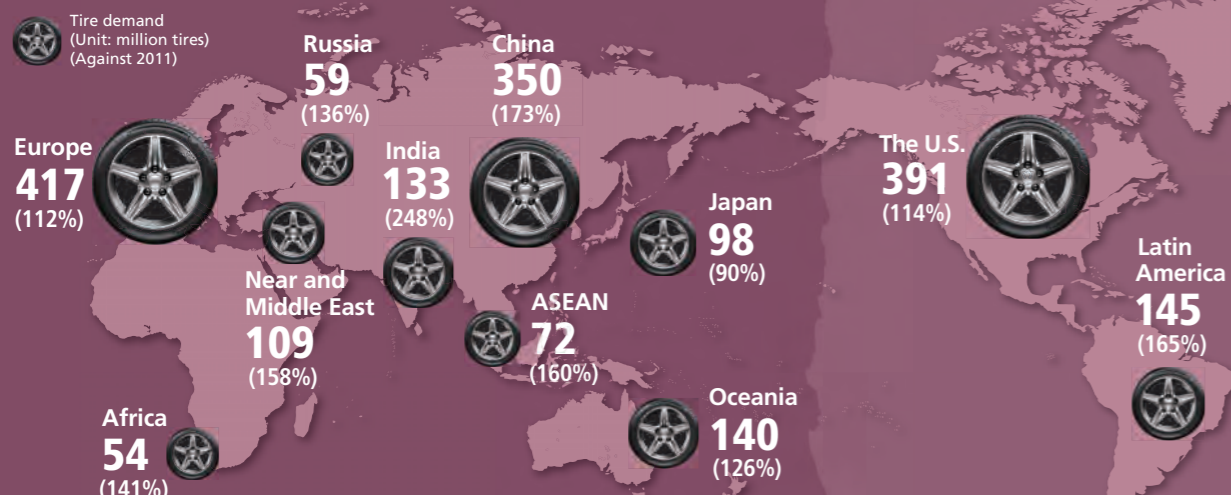 Tire demand
(Unit: million tires)
(Against 2011)
Russia
59
(136%)
China
350
(173%)
Europe
417
(112%)
India
133
(248%)
The U.S.
391
(114%)
Japan
98
(90%)
Near and
Middle East
109
(158%)
ASEAN
72
(160%)
Latin
America
145
(165%)
Africa
54
(141%)
Oceania
140
(126%)